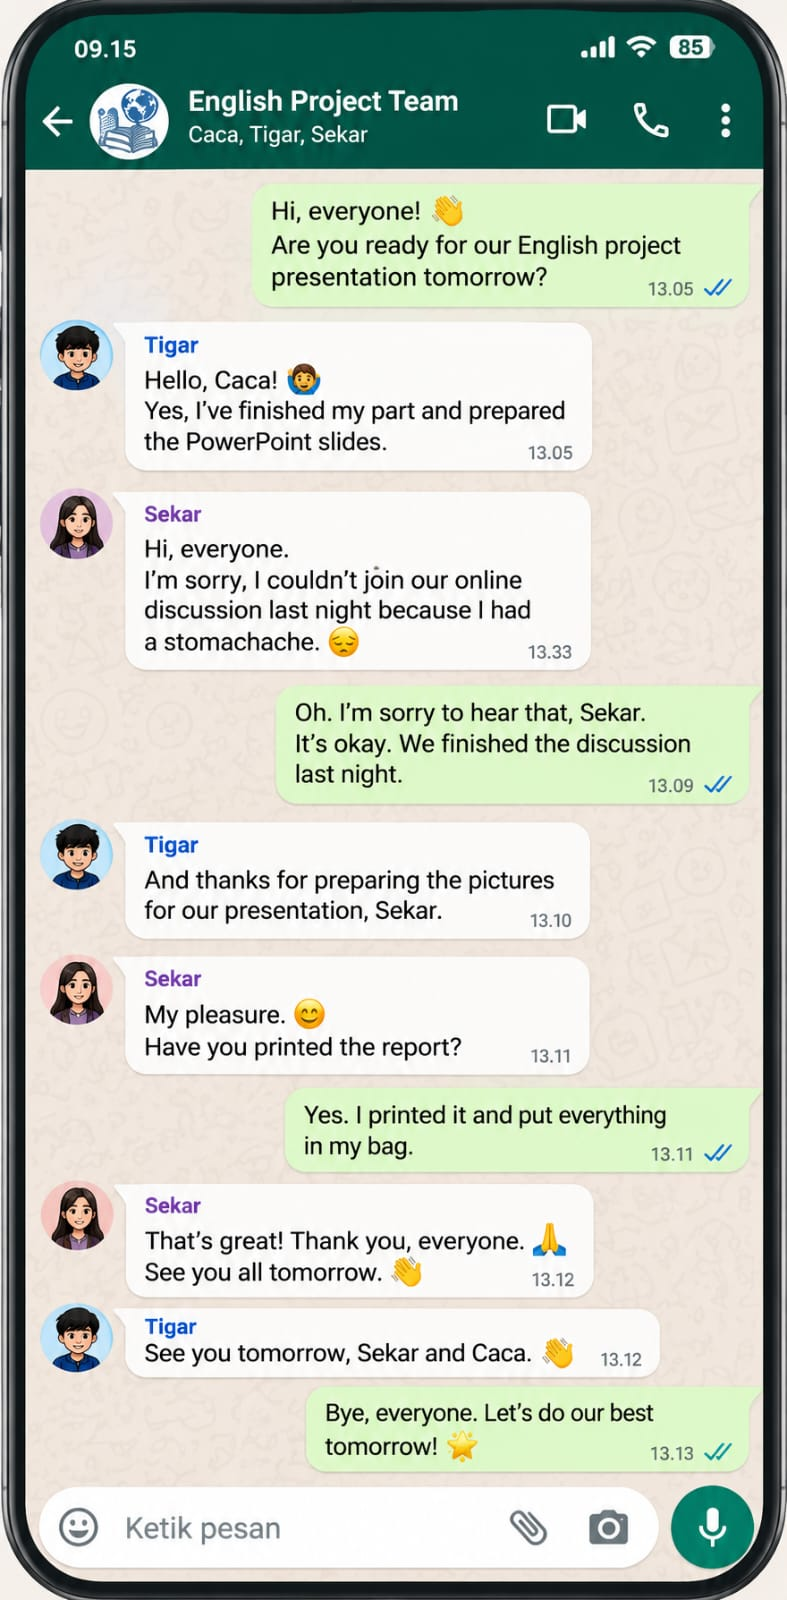 09.15
85
English Project Team
Caca, Tigar, Sekar
Hi, everyone! 👋
Are you ready for our English project
presentation tomorrow?
13.05
Tigar
Hello, Caca! 🙋‍♂️
Yes, I've finished my part and prepared
the PowerPoint slides.
13.05
Sekar
Hi, everyone.
I'm sorry, I couldn't join our online
discussion last night because I had
a stomachache. 😔
13.33
Oh. I'm sorry to hear that, Sekar.
It's okay. We finished the discussion
last night.
13.09
Tigar
And thanks for preparing the pictures
for our presentation, Sekar.
13.10
Sekar
My pleasure. 😊
Have you printed the report?
13.11
Yes. I printed it and put everything
in my bag.
13.11
Sekar
That's great! Thank you, everyone. 🙏
See you all tomorrow. 👋
13.12
Tigar
See you tomorrow, Sekar and Caca. 👋
13.12
Bye, everyone. Let's do our best
tomorrow! 🌟
13.13
Ketik pesan